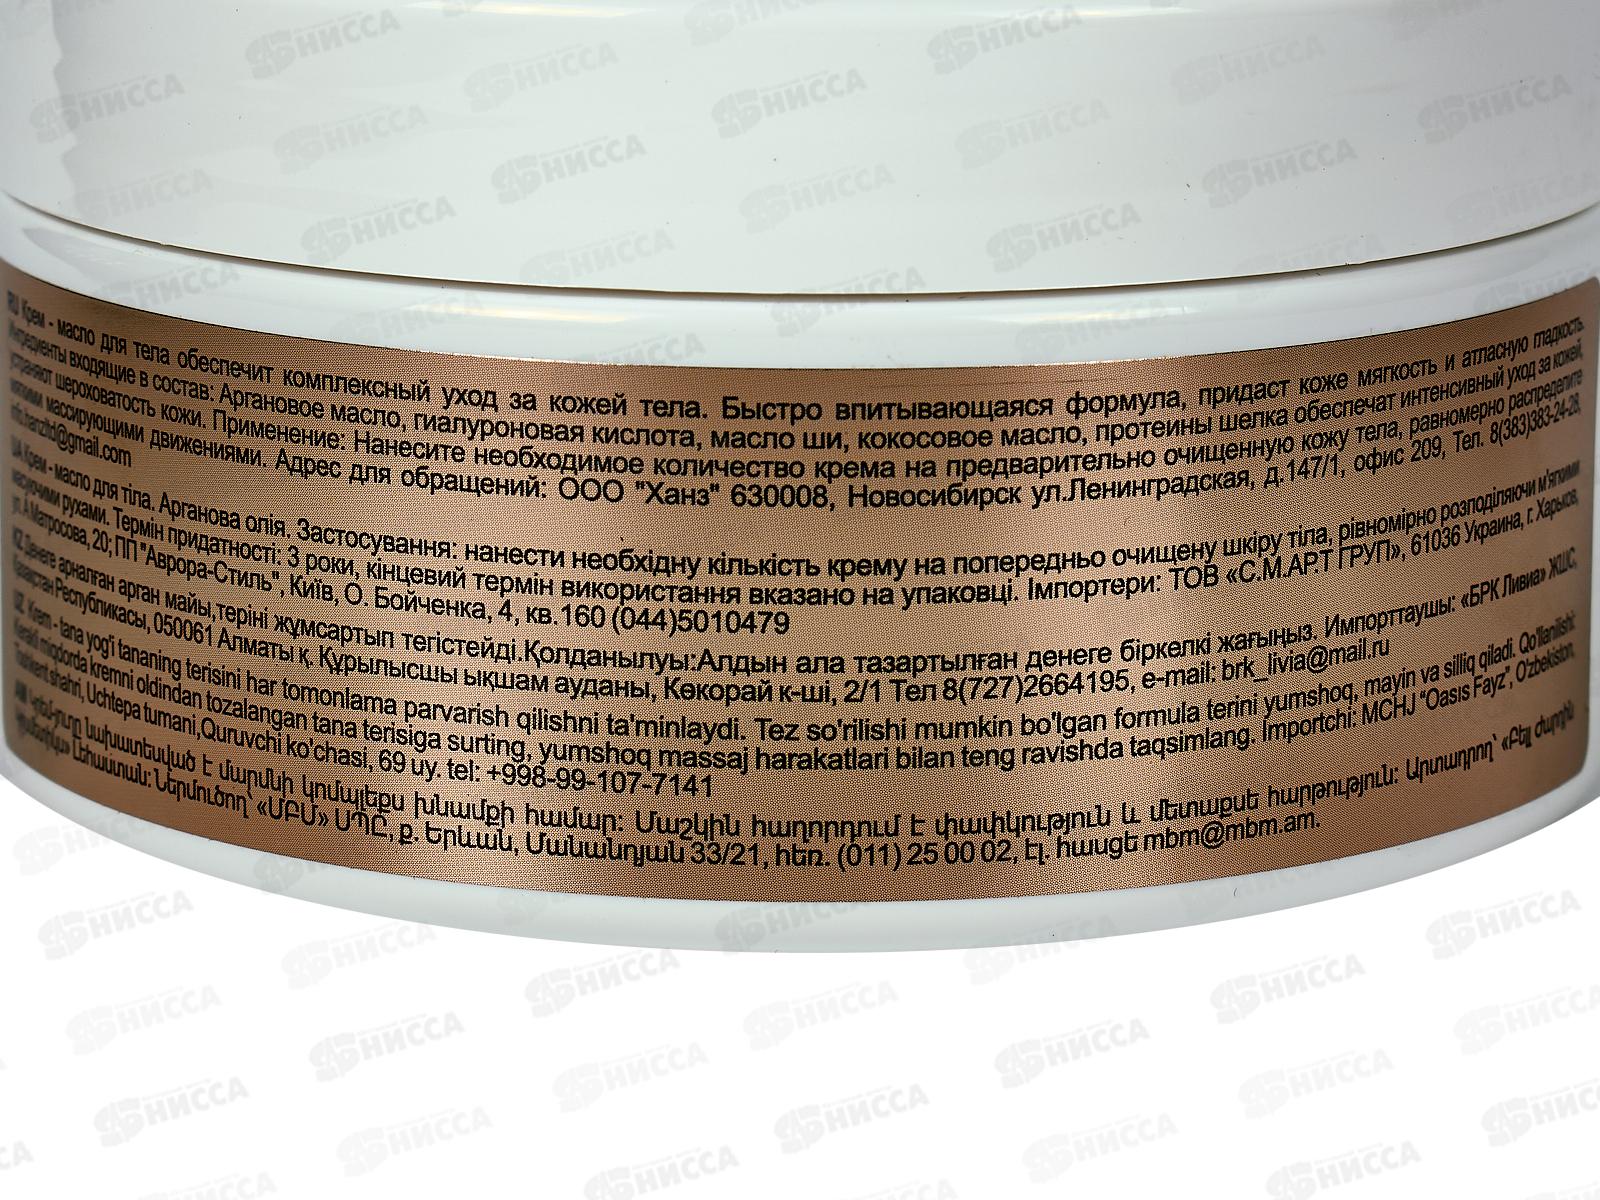 RU Крем - масло для тела обеспечит комплексный уход за кожей тела. Быстро впитывающаяся формула, придаст коже мягкость и атласную гладкость.
Ингредиенты входящие в состав: Аргановое масло, гиалуроновая кислота, масло ши, кокосовое масло, протеины шелка обеспечат интенсивный уход за кожей,
устраняют шероховатость кожи. Применение: Нанесите необходимое количество крема на предварительно очищенную кожу тела, равномерно распределите
мягкими массирующими движениями. Адрес для обращений: ООО "Ханз" 630008, Новосибирск ул.Ленинградская, д.147/1, офис 209, Тел. 8(383)383-24-28,
info.hanzltd@gmail.com
UA Крем - масло для тіла. Арганова олія. Застосування: нанести необхідну кількість крему на попередньо очищену шкіру тіла, рівномірно розподіляючи м'якими
рухами. Термін придатності: 3 роки, кінцевий термін використання вказано на упаковці. Імпортери: ТОВ «С.М.АРТ ГРУП», 61036 Украина, г. Харьков,
ул. А Матросова, 20; ПП "Аврора-Стиль", Київ, О. Бойченка, 4, кв.160 (044)5010479
KZ Денеге арналған арган майы,теріні жұмсартып тегістейді.Қолданылуы:Алдын ала тазартылған денеге біркелкі жағыңыз. Импорттаушы: «БРК Ливиа» ЖШС,
Қазақстан Республикасы, 050061 Алматы қ. Құрылысшы ықшам ауданы, Көкорай к-ші, 2/1 Тел 8(727)2664195, e-mail: brk_livia@mail.ru
UZ Krem - tana yog'i tananing terisini har tomonlama parvarish qilishni ta'minlaydi. Tez so'rilishi mumkin bo'lgan formula terini yumshoq, mayin va silliq qiladi. Qo'llanilishi:
Kerakli miqdorda kremni oldindan tozalangan tana terisiga surting, yumshoq massaj harakatlari bilan teng ravishda taqsimlang. Importchi: MCHJ "Oasis Fayz", O'zbekiston,
Toshkent shahri, Uchtepa tumani,Quruvchi ko'chasi, 69 uy. tel: +998-99-107-7141
AM նախատեսված է մարմնի կոմպլեքս խնամքի համար: Մաշկին հաղորդում է փափկություն և մետաքսե հարթություն: Արտադրող՝ «Բել ժարդին
Լեհաստան: Ներմուծող՝ «ՄԲՄ» ՍՊԸ, ք. Երևան, Մանանդյան 33/21, հեռ. (011) 25 00 02, էլ. հասցե mbm@mbm.am.
НИССА